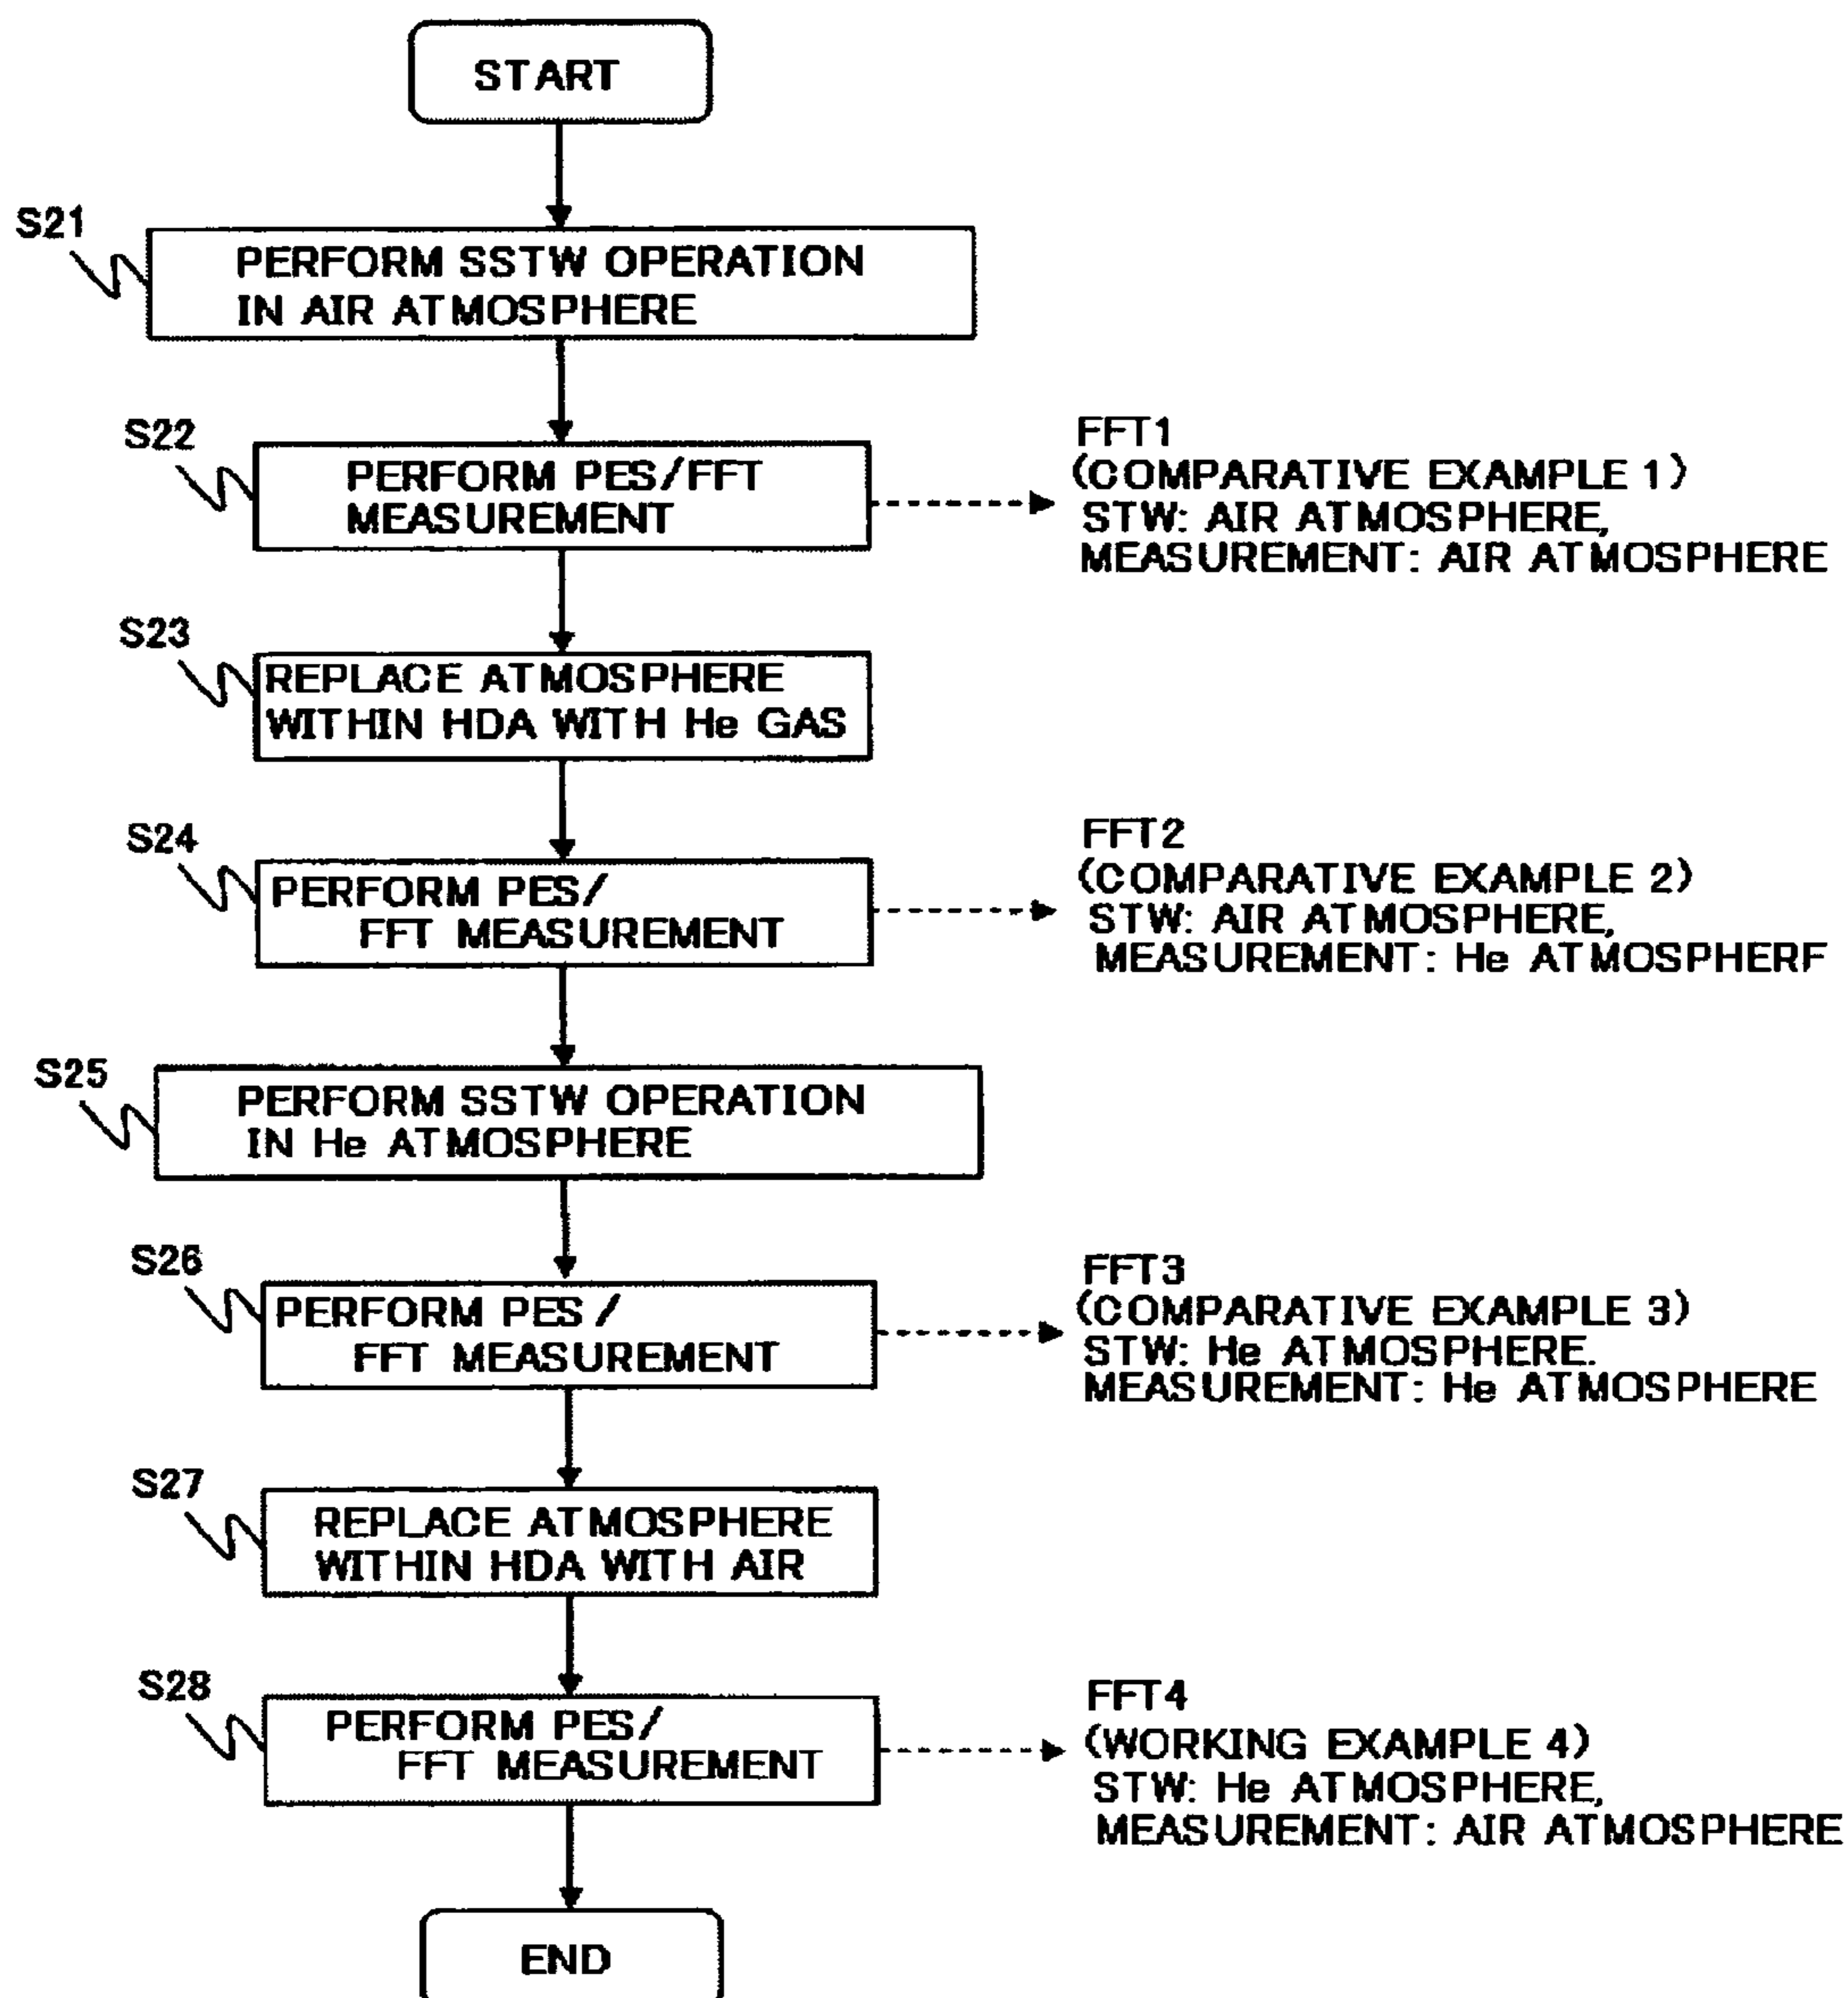 START
S21
PERFORM SSTW OPERATION
IN AIR ATMOSPHERE
S22
PERFORM PES/FFT
MEASUREMENT
FFT1
(COMPARATIVE EXAMPLE 1)
STW: AIR ATMOSPHERE,
MEASUREMENT: AIR ATMOSPHERE
S23
REPLACE ATMOSPHERE
WITHIN HDA WITH He GAS
S24
PERFORM PES/
FFT MEASUREMENT
FFT2
(COMPARATIVE EXAMPLE 2)
STW: AIR ATMOSPHERE,
MEASUREMENT: He ATMOSPHERF
S25
PERFORM SSTW OPERATION
IN He ATMOSPHERE
S26
PERFORM PES /
FFT MEASUREMENT
FFT3
(COMPARATIVE EXAMPLE 3)
STW: He ATMOSPHERE.
MEASUREMENT: He ATMOSPHERE
S27
REPLACE ATMOSPHERE
WITHIN HDA WITH AIR
S28
PERFORM PES/
FFT MEASUREMENT
FFT4
(WORKING EXAMPLE 4)
STW: He ATMOSPHERE,
MEASUREMENT: AIR ATMOSPHERE
END